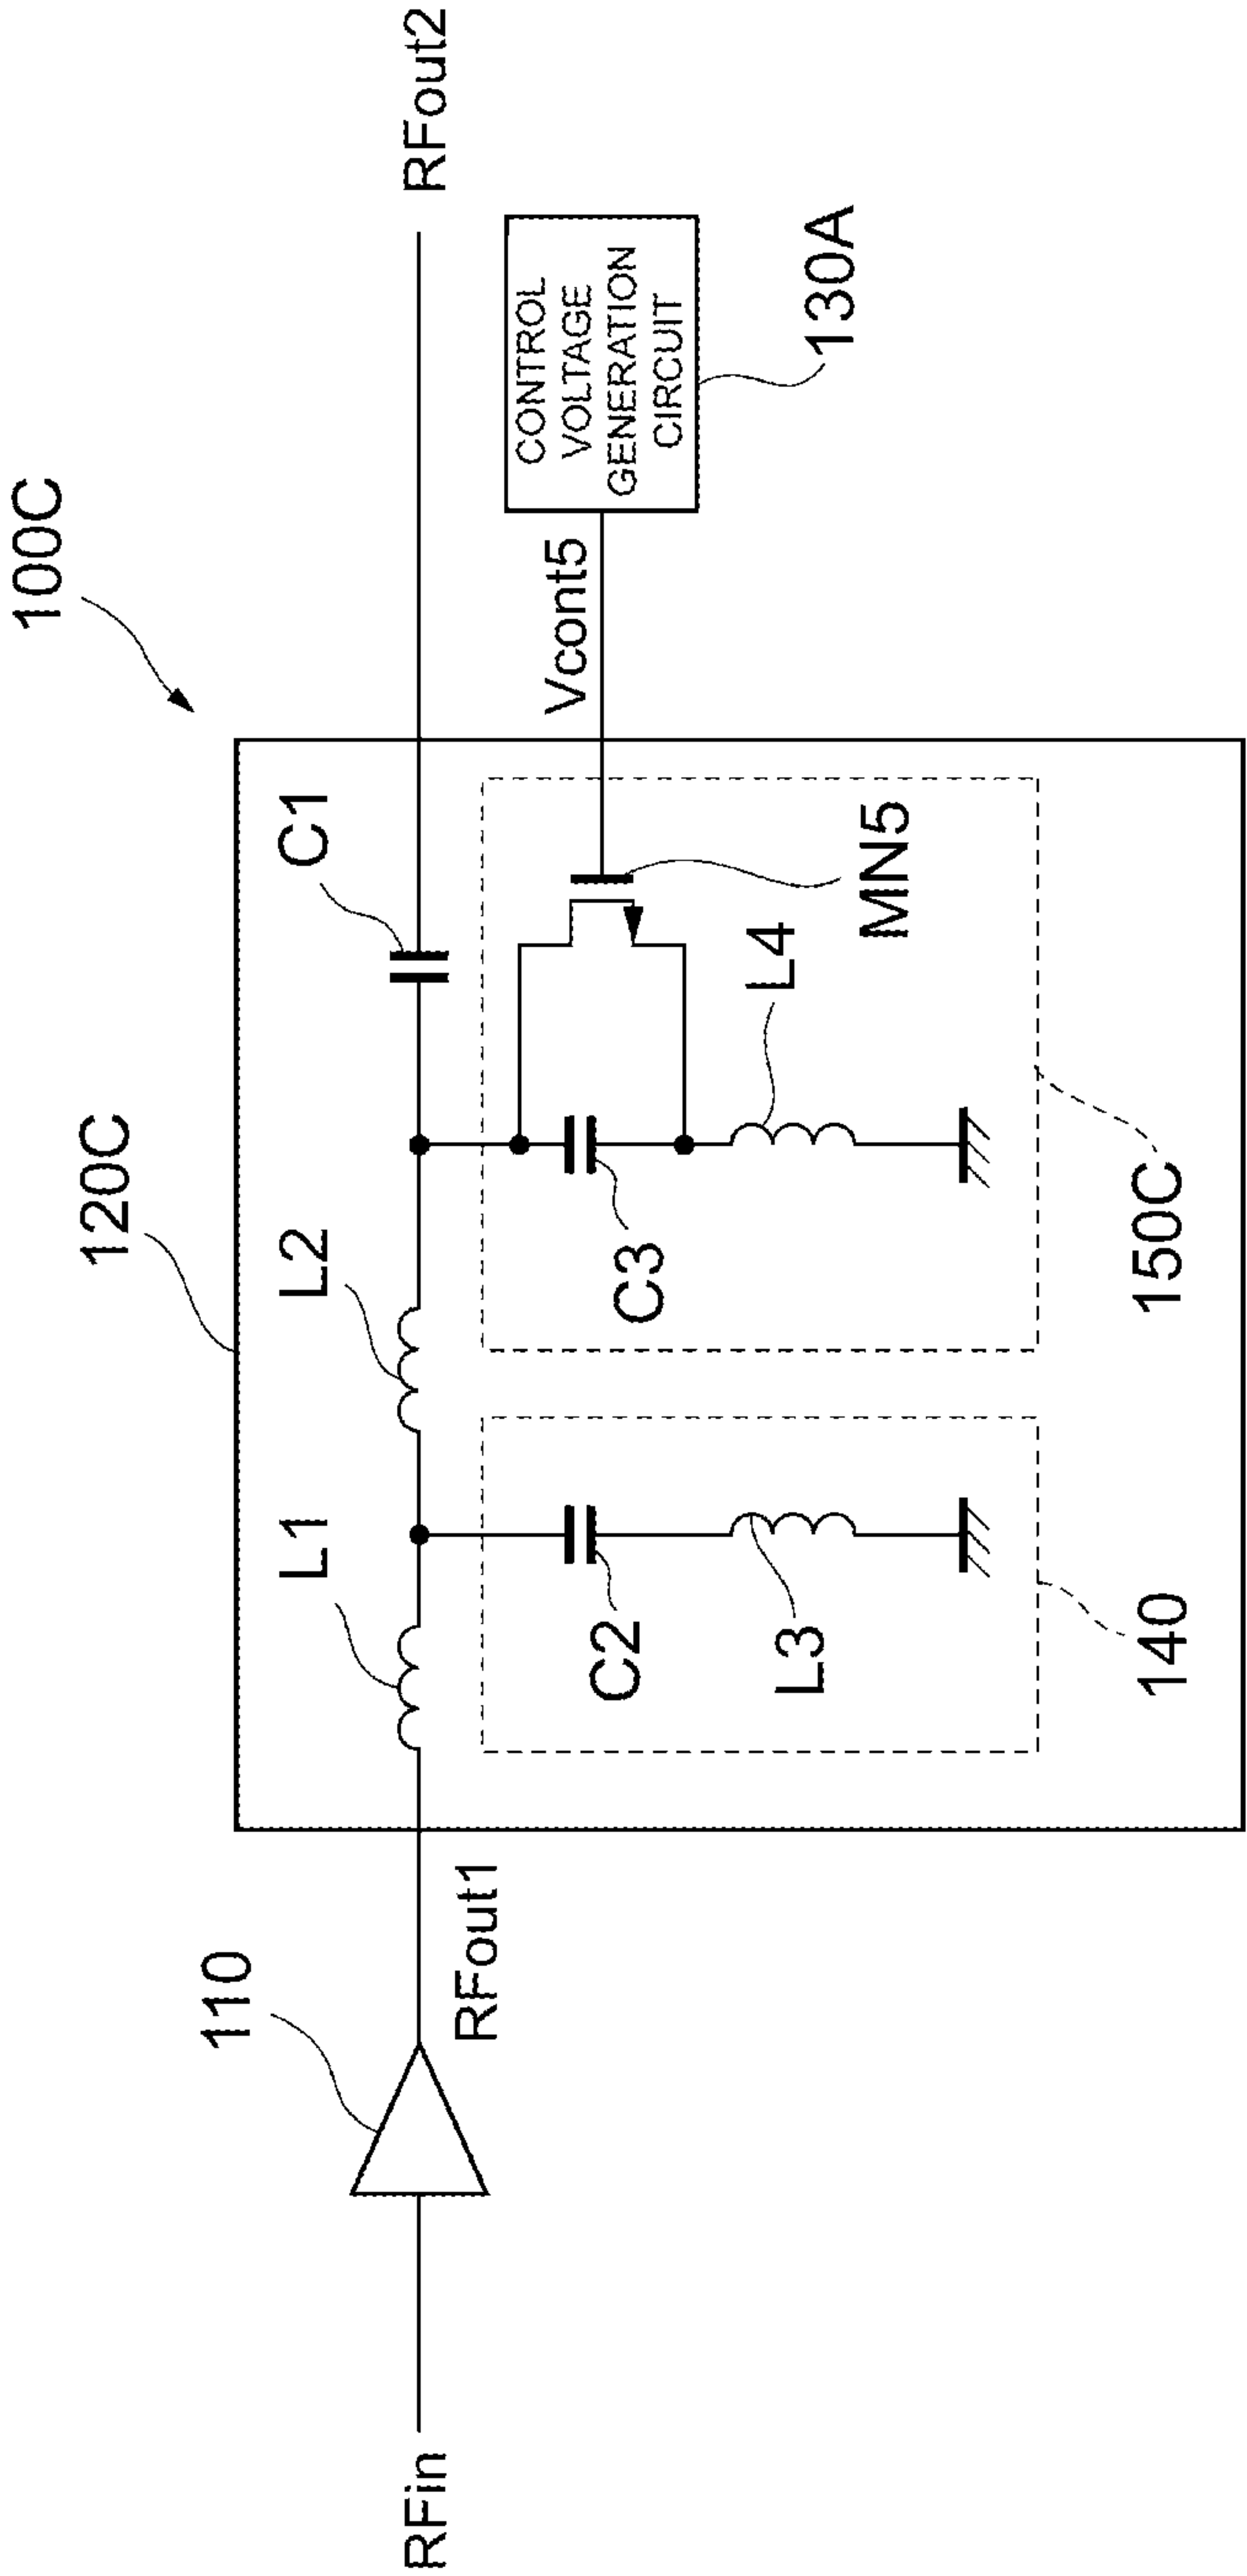 100C
120C
110
L1
L2
C1
RFin
RFout1
RFout2
Vcont5
CONTROL
VOLTAGE
GENERATION
CIRCUIT
130A
C2
C3
L3
L4
MN5
140
150C